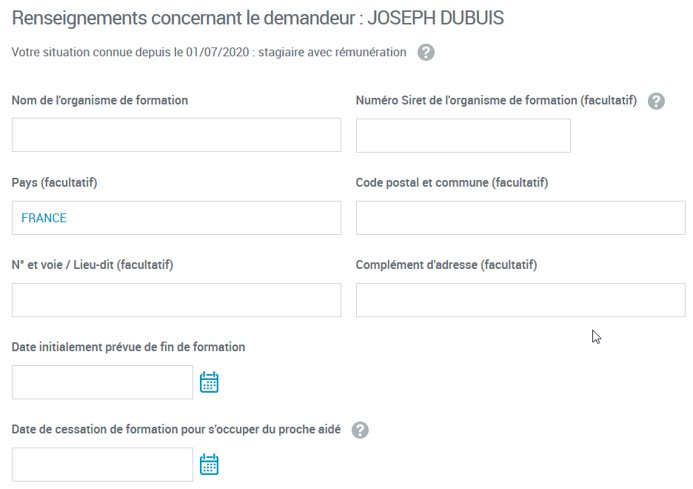 Renseignements concernant le demandeur : JOSEPH DUBUIS
Votre situation connue depuis le 01/07/2020 : stagiaire avec rémunération ?
Nom de l'organisme de formation
Numéro Siret de l'organisme de formation (facultatif) ?
Pays (facultatif)
Code postal et commune (facultatif)
FRANCE
N° et voie / Lieu-dit (facultatif)
Complément d'adresse (facultatif)
Date initialement prévue de fin de formation
Date de cessation de formation pour s'occuper du proche aidé ?